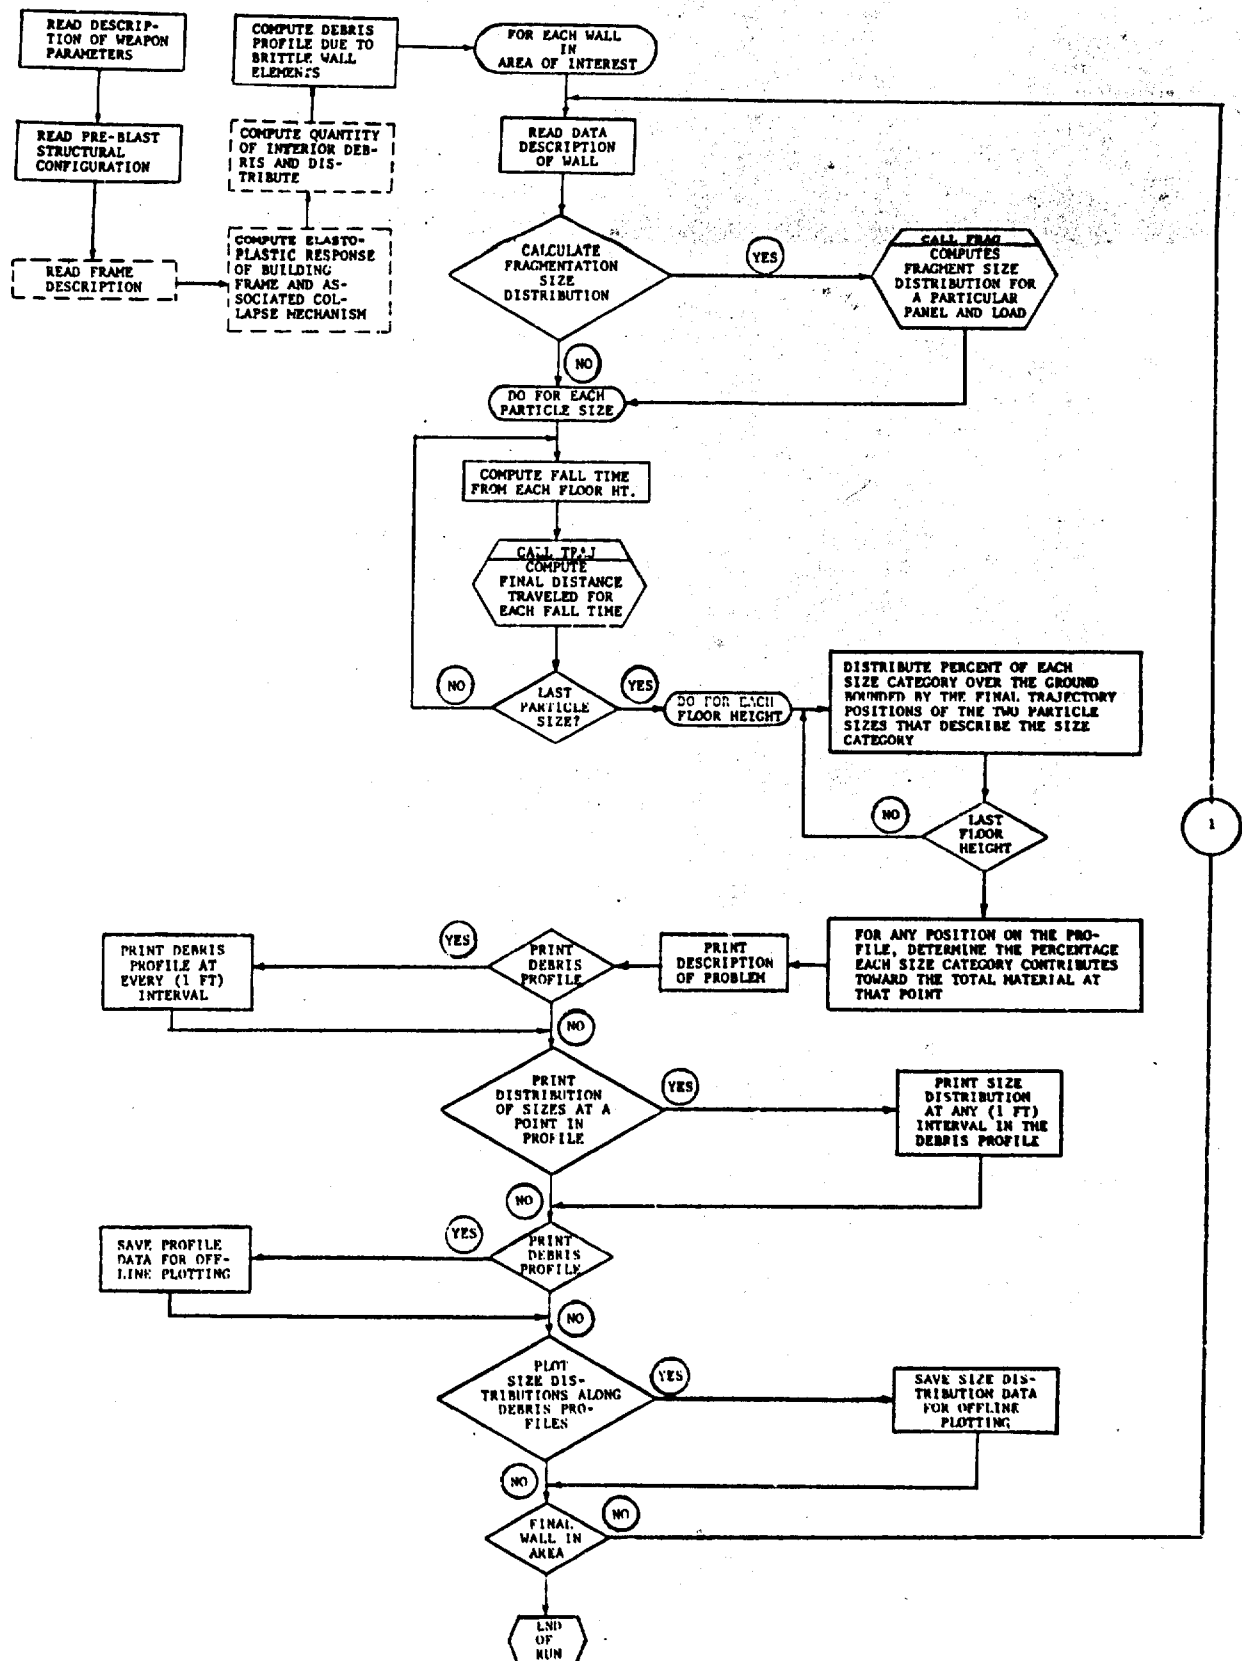 READ DESCRIP-
TION OF WEAPON
PARAMETERS
READ PRE-BLAST
STRUCTURAL
CONFIGURATION
READ FRAME
DESCRIPTION
COMPUTE ELASTO-
PLASTIC RESPONSE
OF BUILDING
FRAME AND AS-
SOCIATED COL-
LAPSE MECHANISM
COMPUTE QUANTITY
OF INTERIOR DEB-
RIS AND DIS-
TRIBUTE
COMPUTE DEBRIS
PROFILE DUE TO
BRITTLE WALL
ELEMENTS
FOR EACH WALL
IN
AREA OF INTEREST
READ DATA
DESCRIPTION
OF WALL
CALCULATE
FRAGMENTATION
SIZE
DISTRIBUTION
YES
CALL FRAG
COMPUTES
FRAGMENT SIZE
DISTRIBUTION FOR
A PARTICULAR
PANEL AND LOAD
NO
DO FOR EACH
PARTICLE SIZE
COMPUTE FALL TIME
FROM EACH FLOOR HT.
CALL TRAJ
COMPUTE
FINAL DISTANCE
TRAVELED FOR
EACH FALL TIME
NO
LAST
PARTICLE
SIZE?
YES
DO FOR EACH
FLOOR HEIGHT
DISTRIBUTE PERCENT OF EACH
SIZE CATEGORY OVER THE GROUND
BOUNDED BY THE FINAL TRAJECTORY
POSITIONS OF THE TWO PARTICLE
SIZES THAT DESCRIBE THE SIZE
CATEGORY
NO
LAST
FLOOR
HEIGHT
1
FOR ANY POSITION ON THE PRO-
FILE, DETERMINE THE PERCENTAGE
EACH SIZE CATEGORY CONTRIBUTES
TOWARD THE TOTAL MATERIAL AT
THAT POINT
PRINT
DESCRIPTION
OF PROBLEM
PRINT
DEBRIS
PROFILE
YES
PRINT DEBRIS
PROFILE AT
EVERY (1 FT)
INTERVAL
NO
PRINT
DISTRIBUTION
OF SIZES AT A
POINT IN
PROFILE
YES
PRINT SIZE
DISTRIBUTION
AT ANY (1 FT)
INTERVAL IN THE
DEBRIS PROFILE
NO
PRINT
DEBRIS
PROFILE
YES
SAVE PROFILE
DATA FOR OFF-
LINE PLOTTING
NO
PLOT
SIZE DIS-
TRIBUTIONS ALONG
DEBRIS PRO-
FILES
YES
SAVE SIZE DIS-
TRIBUTION DATA
FOR OFFLINE
PLOTTING
NO
FINAL
WALL IN
AREA
NO
END
OF
RUN